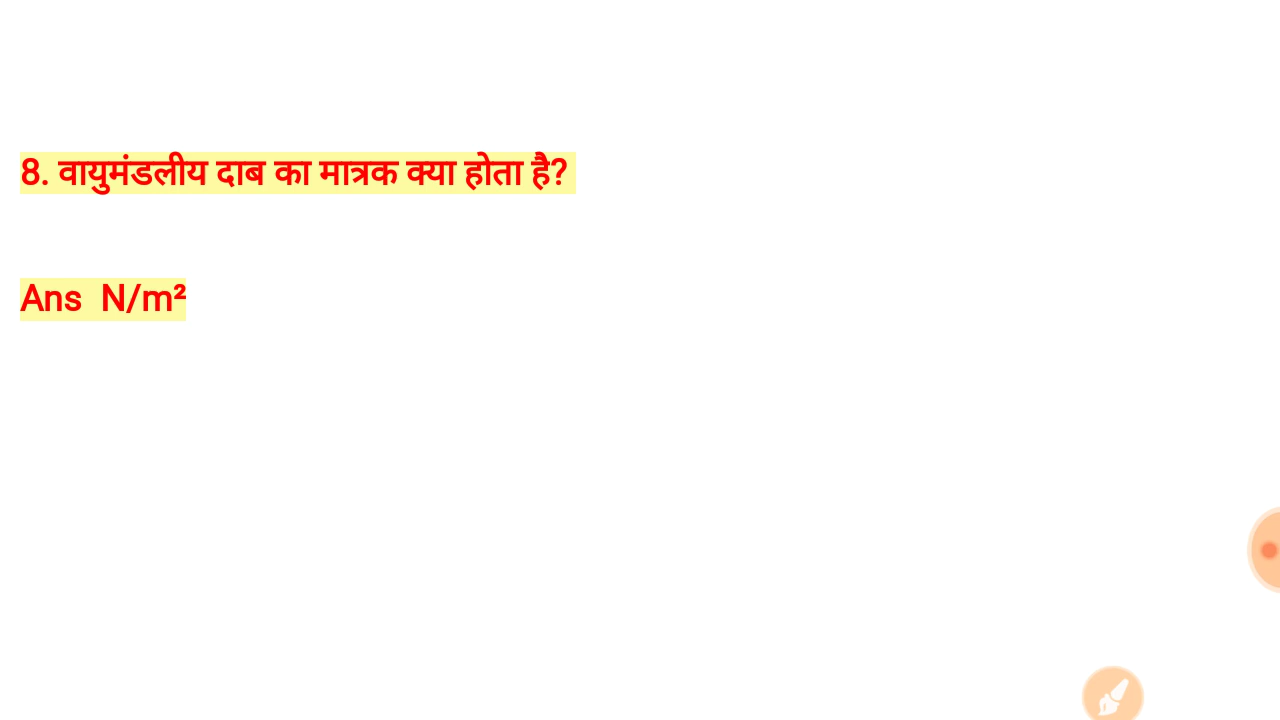 8. वायुमंडलीय दाब का मात्रक क्या होता है?
Ans N/m²